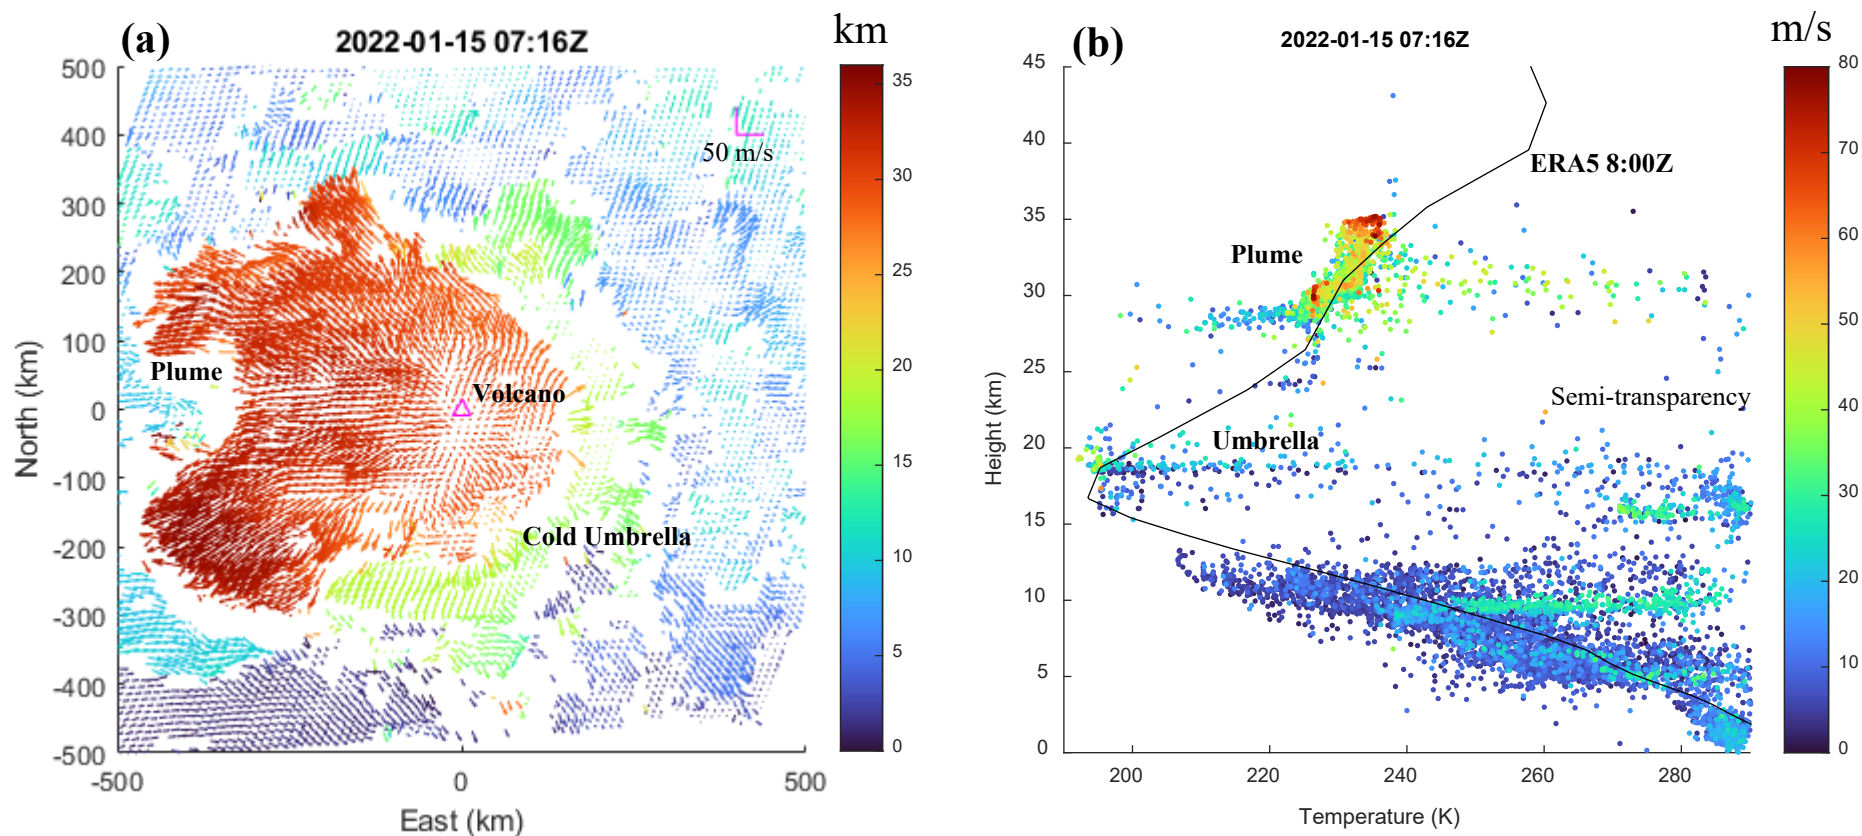 (a)
2022-01-15 07:16Z
km
500
400
300
200
100
0
-100
-200
-300
-400
-500
North (km)
-500
0
500
East (km)
50 m/s
Plume
Volcano
Cold Umbrella
35
30
25
20
15
10
5
0
(b)
2022-01-15 07:16Z
m/s
45
40
35
30
25
20
15
10
5
0
Height (km)
200
220
240
260
280
Temperature (K)
ERA5 8:00Z
Plume
Semi-transparency
Umbrella
80
70
60
50
40
30
20
10
0